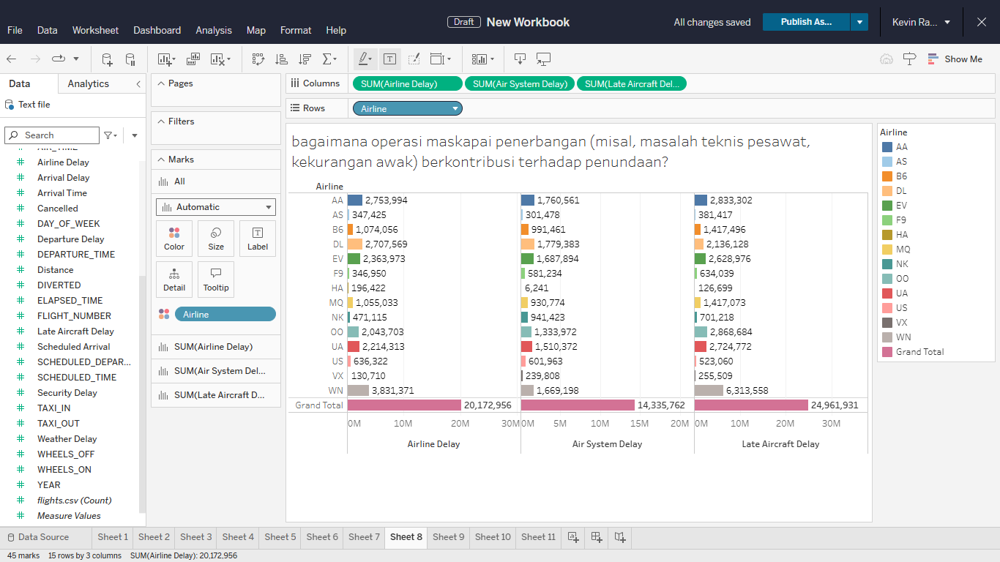 Draft New Workbook
All changes saved
Publish As...
Kevin Ra...
File Data Worksheet Dashboard Analysis Map Format Help
Show Me
Data Analytics
Text file
Search
Airline Delay
Arrival Delay
Arrival Time
Cancelled
DAY_OF_WEEK
Departure Delay
DEPARTURE_TIME
Distance
DIVERTED
ELAPSED_TIME
FLIGHT_NUMBER
Late Aircraft Delay
Scheduled Arrival
SCHEDULED_DEPAR...
SCHEDULED_TIME
Security Delay
TAXI_IN
TAXI_OUT
Weather Delay
WHEELS_OFF
WHEELS_ON
YEAR
flights.csv (Count)
Measure Values
Pages
Filters
Marks
All
Automatic
Color Size Label
Detail Tooltip
Airline
SUM(Airline Delay)
SUM(Air System Del...
SUM(Late Aircraft D...
Columns SUM(Airline Delay) SUM(Air System Delay) SUM(Late Aircraft Del...
Rows Airline
bagaimana operasi maskapai penerbangan (misal, masalah teknis pesawat,
kekurangan awak) berkontribusi terhadap penundaan?
Airline
AA 2,753,994 1,760,561 2,833,302
AS 347,425 301,478 381,417
B6 1,074,056 991,461 1,417,496
DL 2,707,569 1,779,383 2,136,128
EV 2,363,973 1,687,894 2,628,976
F9 346,950 581,234 634,039
HA 196,422 6,241 126,699
MQ 1,055,033 930,774 1,417,073
NK 471,115 941,423 701,218
OO 2,043,703 1,333,972 2,868,684
UA 2,214,313 1,510,372 2,724,772
US 636,322 601,963 523,060
VX 130,710 239,808 255,509
WN 3,831,371 1,669,198 6,313,558
Grand Total 20,172,956 14,335,762 24,961,931
0M 10M 20M 30M 0M 5M 10M 15M 20M 0M 10M 20M 30M
Airline Delay Air System Delay Late Aircraft Delay
Airline
AA
AS
B6
DL
EV
F9
HA
MQ
NK
OO
UA
US
VX
WN
Grand Total
Data Source Sheet 1 Sheet 2 Sheet 3 Sheet 4 Sheet 5 Sheet 6 Sheet 7 Sheet 8 Sheet 9 Sheet 10 Sheet 11
45 marks 15 rows by 3 columns SUM(Airline Delay): 20,172,956